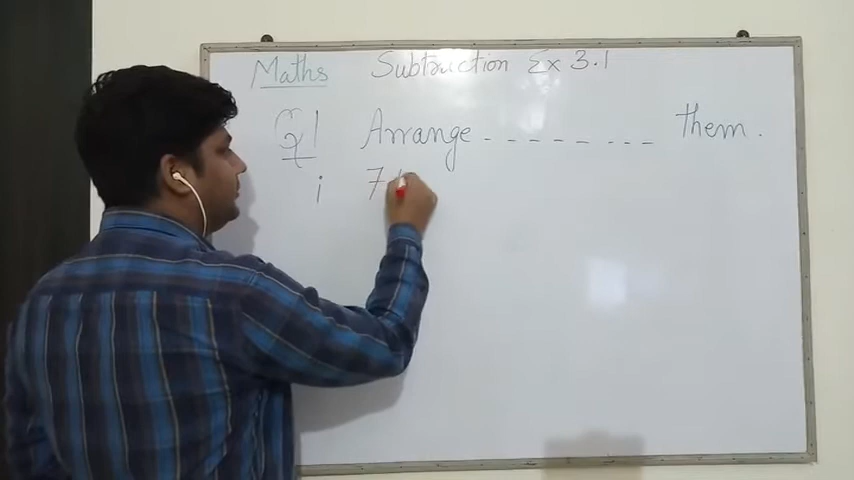 Maths Subtraction Ex 3.1
Q1 Arrange - - - - - - - - - them.
i 7